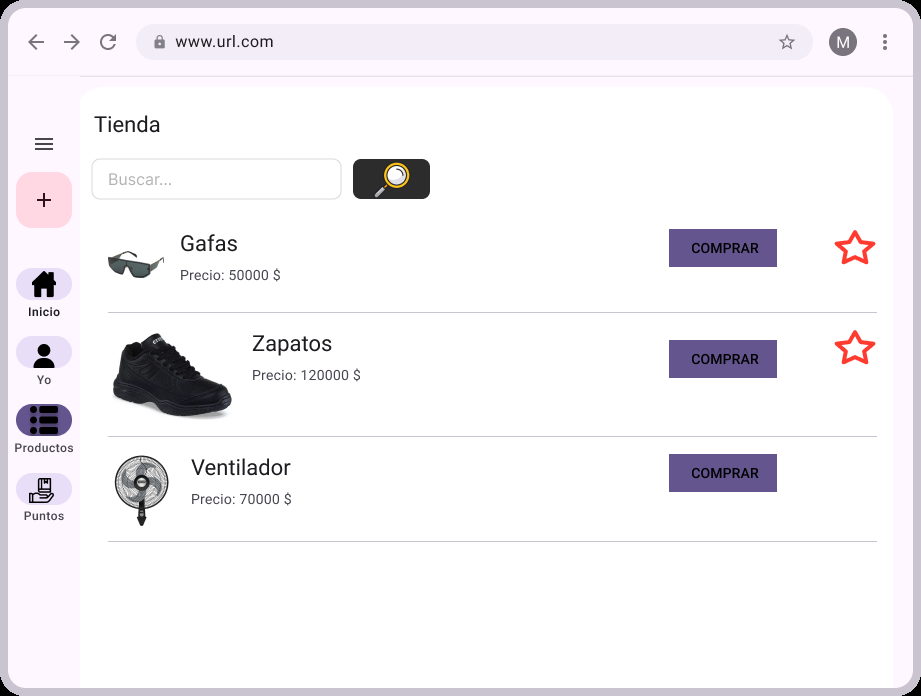 www.url.com
M
Tienda
Buscar...
Gafas
Precio: 50000 $
COMPRAR
Zapatos
Precio: 120000 $
COMPRAR
Ventilador
Precio: 70000 $
COMPRAR
Inicio
Yo
Productos
Puntos